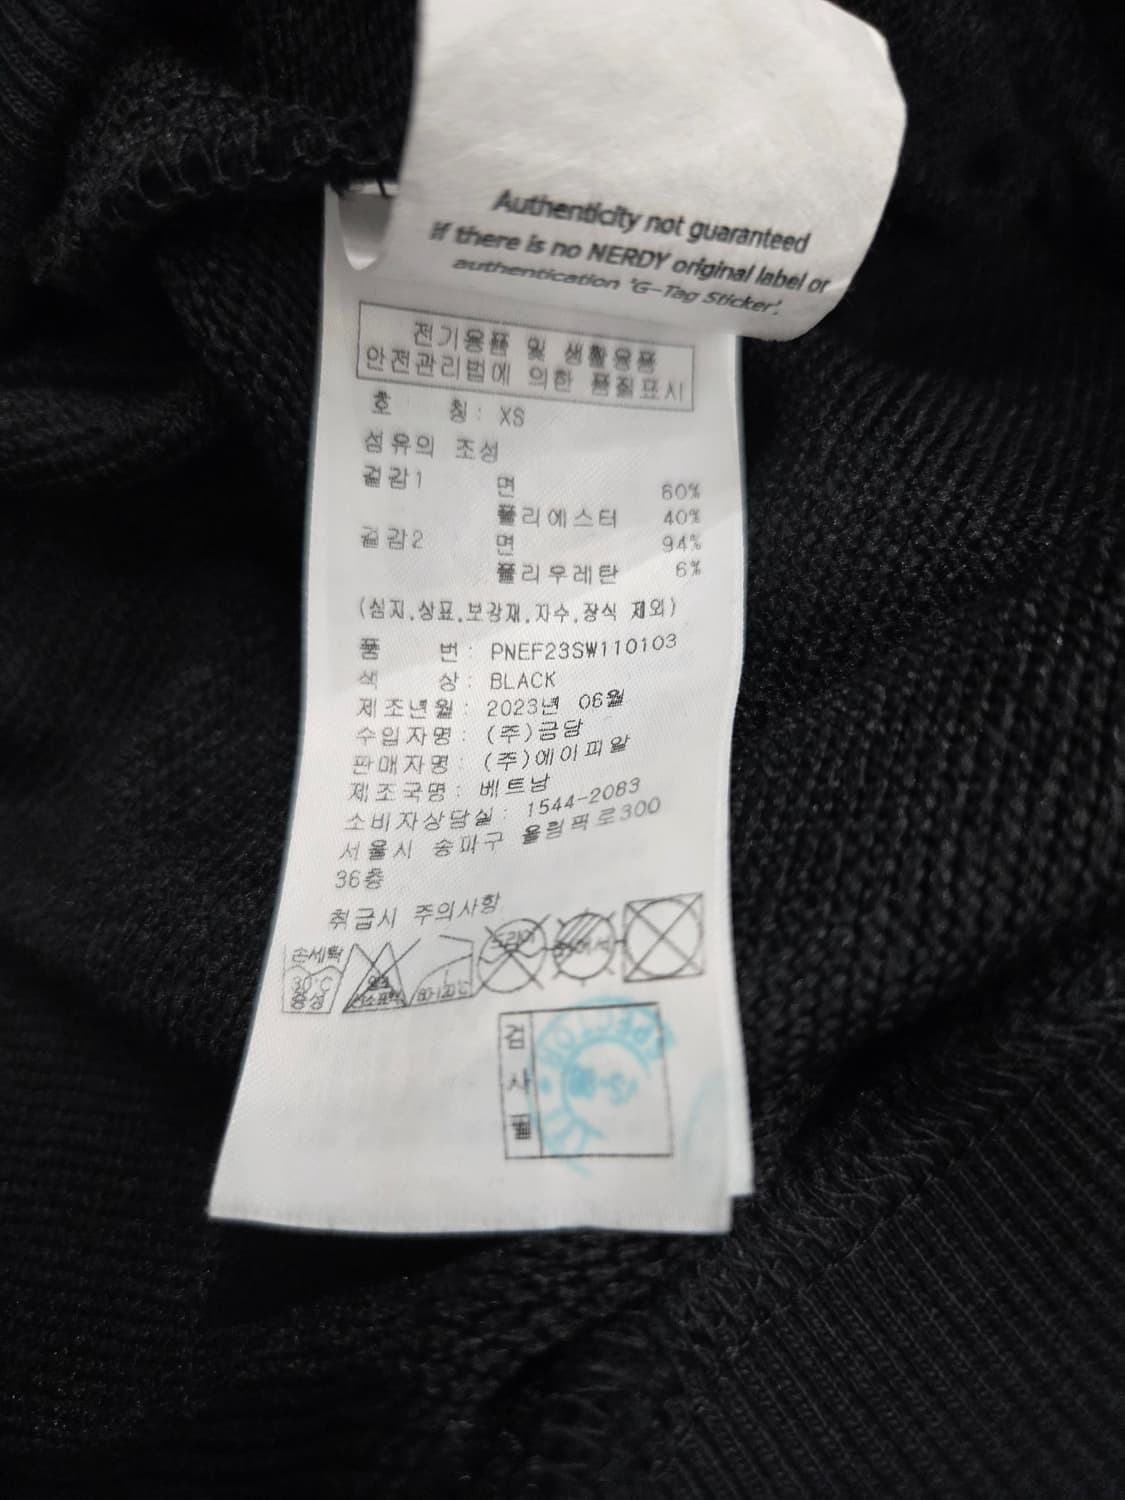 Authenticity not guaranteed
If there is no NERDY original label or
authentication 'G-Tag Sticker'.
전기용품 및 생활용품
안전관리법에 의한 품질표시
호 칭: XS
섬유의 조성
겉감1 면 60%
폴리에스터 40%
겉감2 면 94%
폴리우레탄 6%
(심지,상표,보강재,자수,장식 제외)
품 번: PNEF23SW110103
색 상: BLACK
제조년월: 2023년 06월
수입자명: (주)금담
판매자명: (주)에이피알
제조국명: 베트남
소비자상담실: 1544-2083
서울시 송파구 올림픽로300
36층
취급시 주의사항
손세탁
30°C
중성
드라이
80-120°C
검
사
필